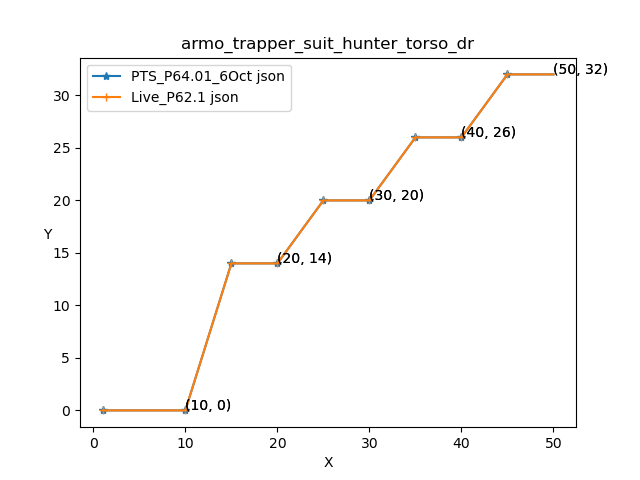 armo_trapper_suit_hunter_torso_dr
PTS_P64.01_6Oct json
Live_P62.1 json
(50, 32)
(40, 26)
(30, 20)
(20, 14)
(10, 0)
Y
30
25
20
15
10
5
0
0 10 20 30 40 50
X